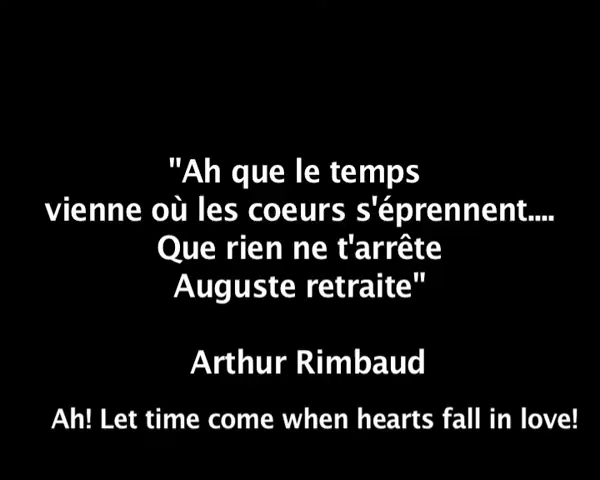 "Ah que le temps
vienne où les coeurs s'éprennent....
Que rien ne t'arrête
Auguste retraite"
Arthur Rimbaud
Ah! Let time come when hearts fall in love!